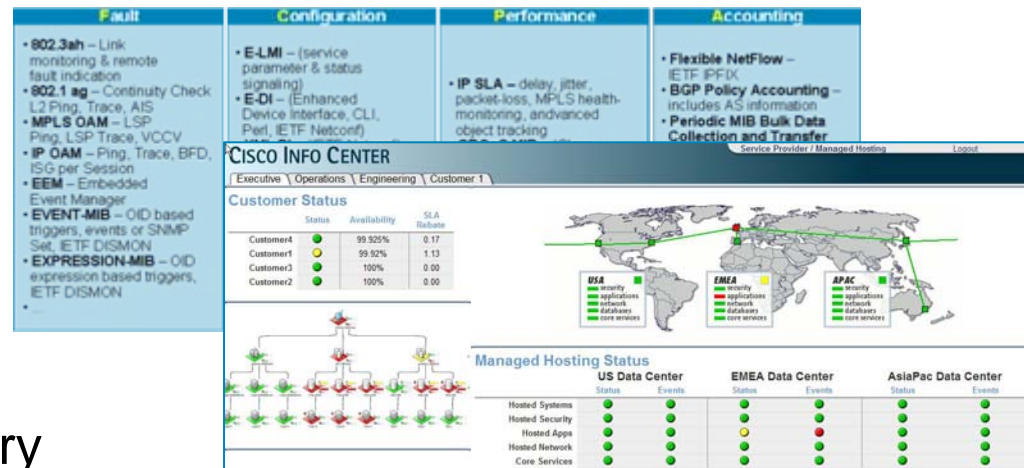 Fault
• 802.3ah – Link
monitoring & remote
fault indication
• 802.1 ag – Continuity Check
L2 Ping, Trace, AIS
• MPLS OAM – LSP
Ping, LSP Trace, VCCV
• IP OAM – Ping, Trace, BFD,
ISG per Session
• EEM – Embedded
Event Manager
• EVENT-MIB – OID based
triggers, events or SNMP
Set, IETF DISMON
• EXPRESSION-MIB – OID
expression based triggers,
IETF DISMON
• ...
Configuration
• E-LMI – (service
parameter & status
signaling)
• E-DI – (Enhanced
Device Interface, CLI,
Perl, IETF Netconf)
Performance
• IP SLA – delay, jitter,
packet-loss, MPLS health-
monitoring, andvanced
object tracking
Accounting
• Flexible NetFlow –
IETF IPFIX
• BGP Policy Accounting –
includes AS information
• Periodic MIB Bulk Data
Collection and Transfer
CISCO INFO CENTER
Service Provider / Managed Hosting Logout
Executive Operations Engineering Customer 1
Customer Status
Status Availability SLA
Rebate
Customer4 99.925% 0.17
Customer1 99.92% 1.13
Customer3 100% 0.00
Customer2 100% 0.00
USA
security
applications
network
databases
core services
EMEA
security
applications
network
databases
core services
APAC
security
applications
network
databases
core services
Managed Hosting Status
US Data Center EMEA Data Center AsiaPac Data Center
Status Events Status Events Status Events
Hosted Systems
Hosted Security
Hosted Apps
Hosted Network
Core Services
ry